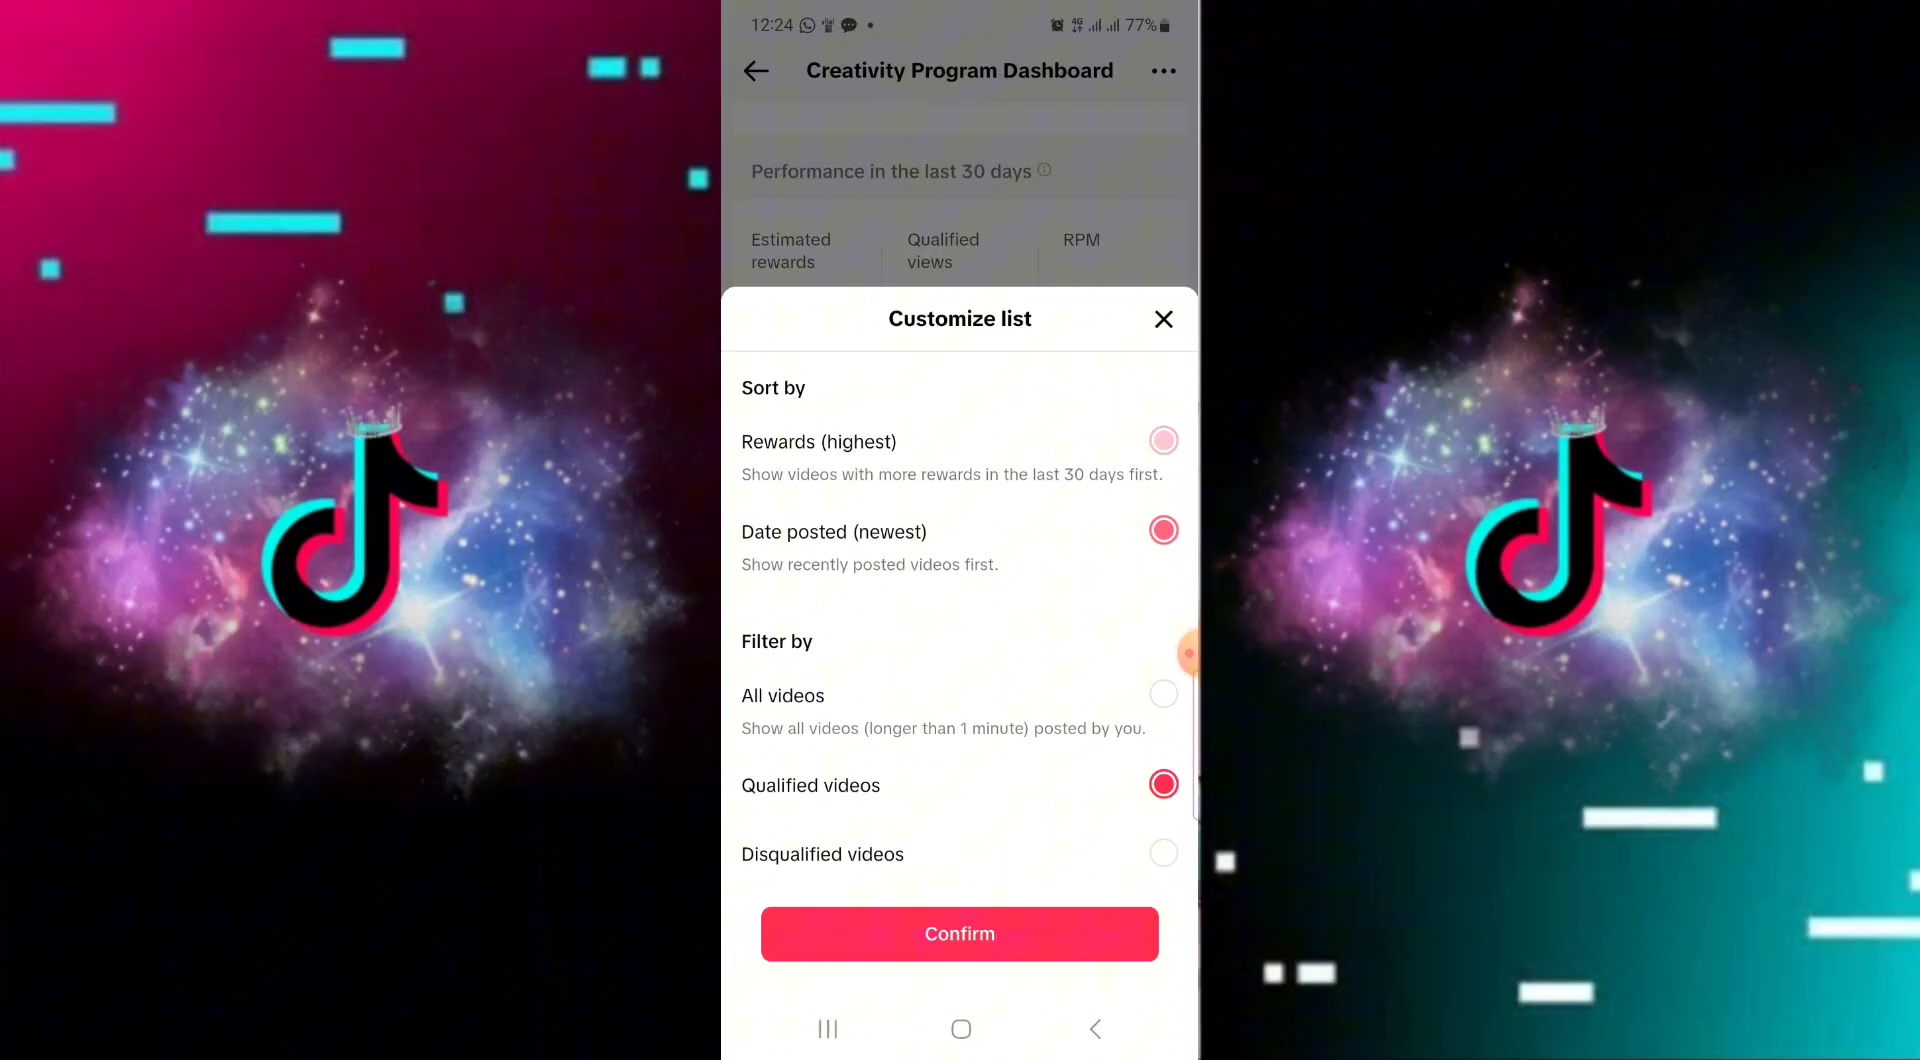 12:24 4G 77%
Creativity Program Dashboard
Performance in the last 30 days
Estimated rewards
Qualified views
RPM
Customize list
Sort by
Rewards (highest)
Show videos with more rewards in the last 30 days first.
Date posted (newest)
Show recently posted videos first.
Filter by
All videos
Show all videos (longer than 1 minute) posted by you.
Qualified videos
Disqualified videos
Confirm